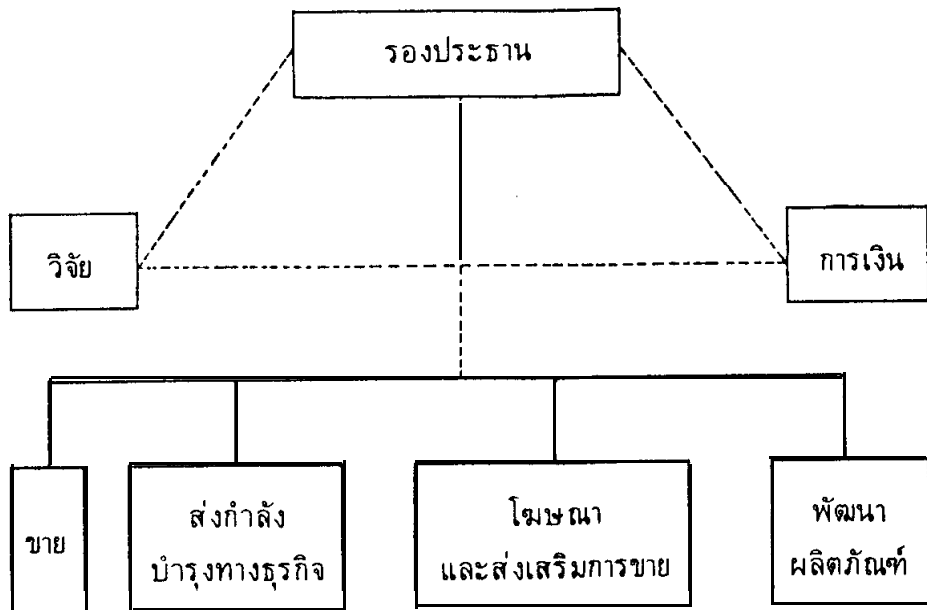 รองประธาน
วิจัย
การเงิน
ขาย
ส่งกำลัง
บำรุงทางธุรกิจ
โฆษณา
และส่งเสริมการขาย
พัฒนา
ผลิตภัณฑ์